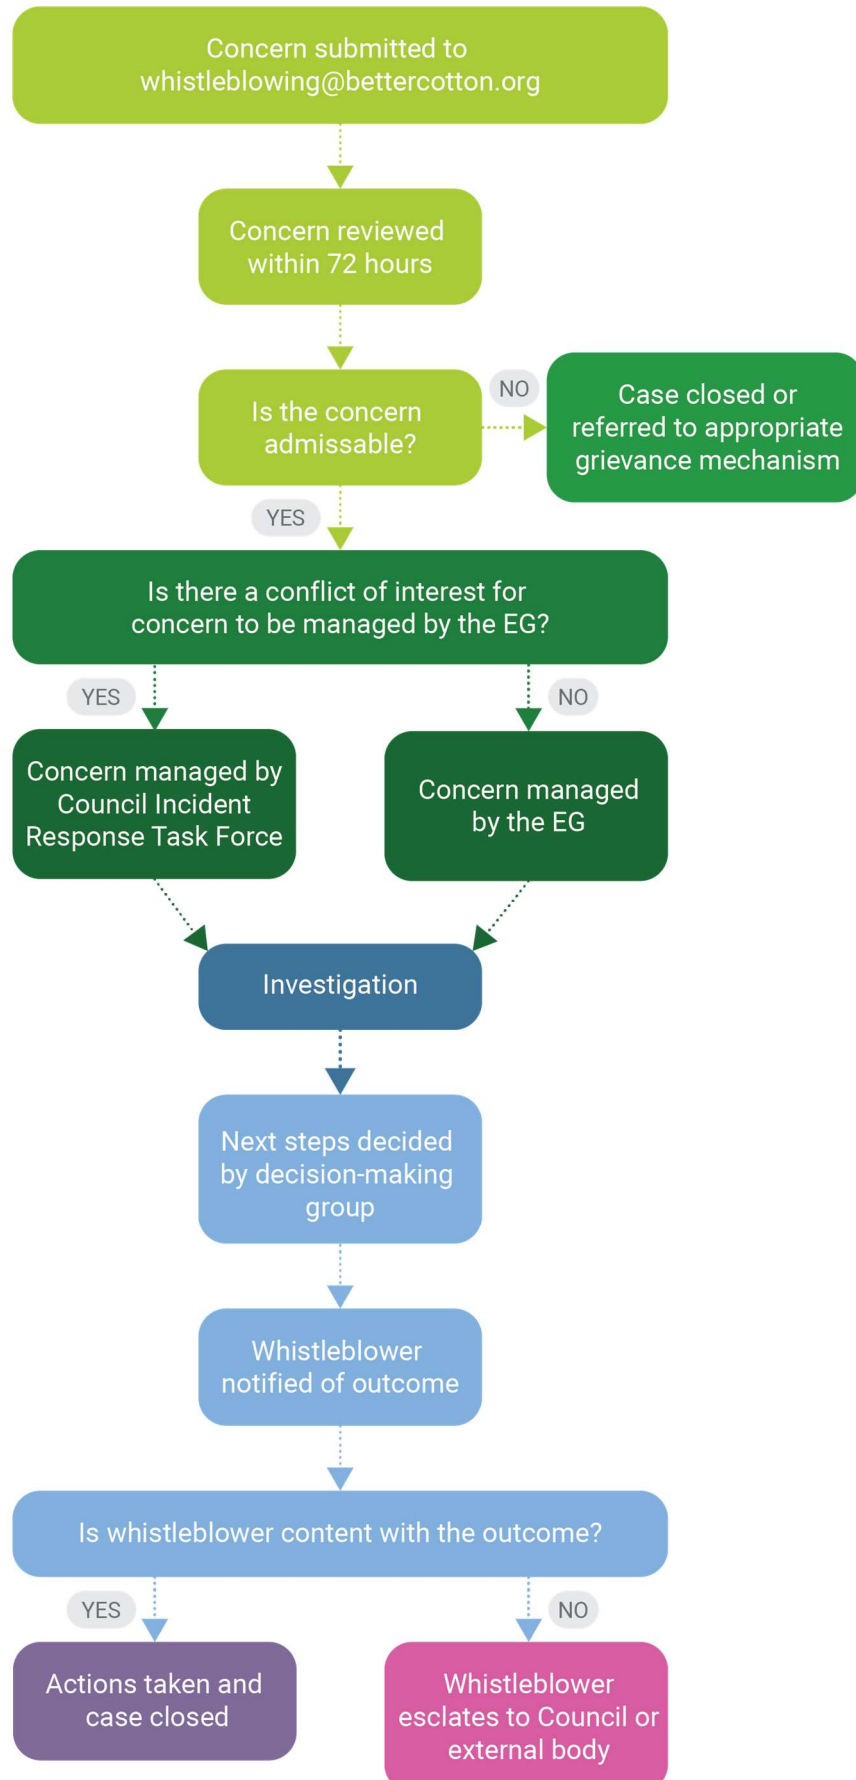 Concern submitted to
whistleblowing@bettercotton.org
Concern reviewed
within 72 hours
Is the concern
admissable?
NO
Case closed or
referred to appropriate
grievance mechanism
YES
Is there a conflict of interest for
concern to be managed by the EG?
YES
NO
Concern managed by
Council Incident
Response Task Force
Concern managed
by the EG
Investigation
Next steps decided
by decision-making
group
Whistleblower
notified of outcome
Is whistleblower content with the outcome?
YES
NO
Actions taken and
case closed
Whistleblower
esclates to Council or
external body